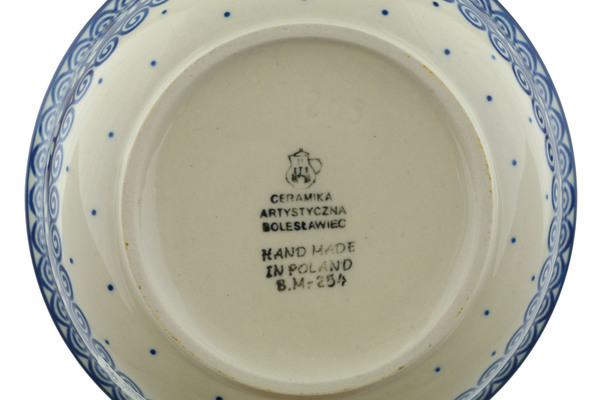 CERAMIKA
ARTYSTYCZNA
BOLESŁAWIEC
HAND MADE
IN POLAND
B.M.-254